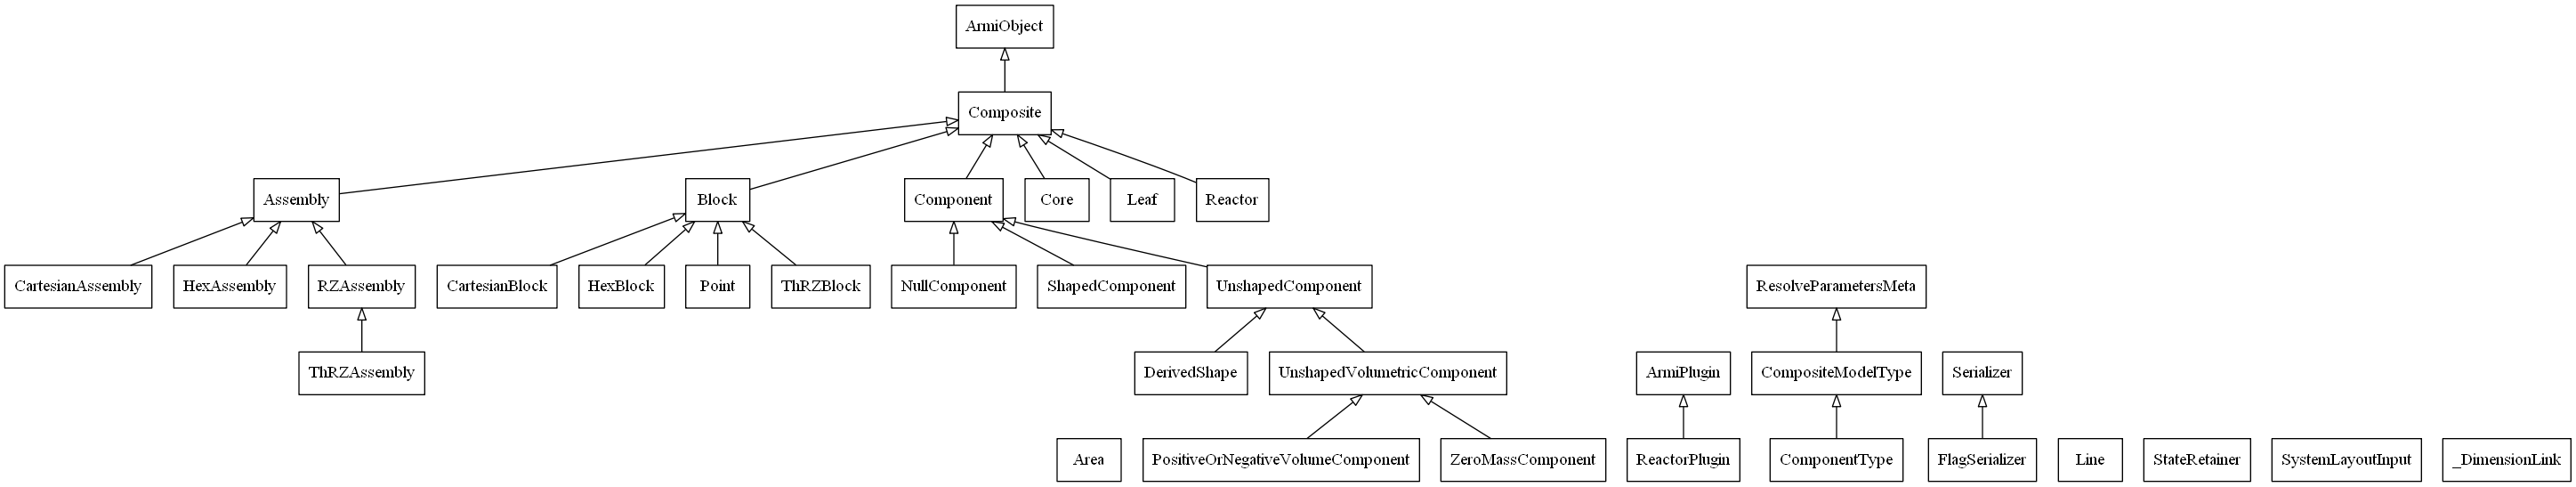 ArmiObject
Composite
Assembly
Block
Component
Core
Leaf
Reactor
CartesianAssembly
HexAssembly
RZAssembly
CartesianBlock
HexBlock
Point
ThRZBlock
NullComponent
ShapedComponent
UnshapedComponent
ResolveParametersMeta
ThRZAssembly
DerivedShape
UnshapedVolumetricComponent
ArmiPlugin
CompositeModelType
Serializer
Area
PositiveOrNegativeVolumeComponent
ZeroMassComponent
ReactorPlugin
ComponentType
FlagSerializer
Line
StateRetainer
SystemLayoutInput
_DimensionLink